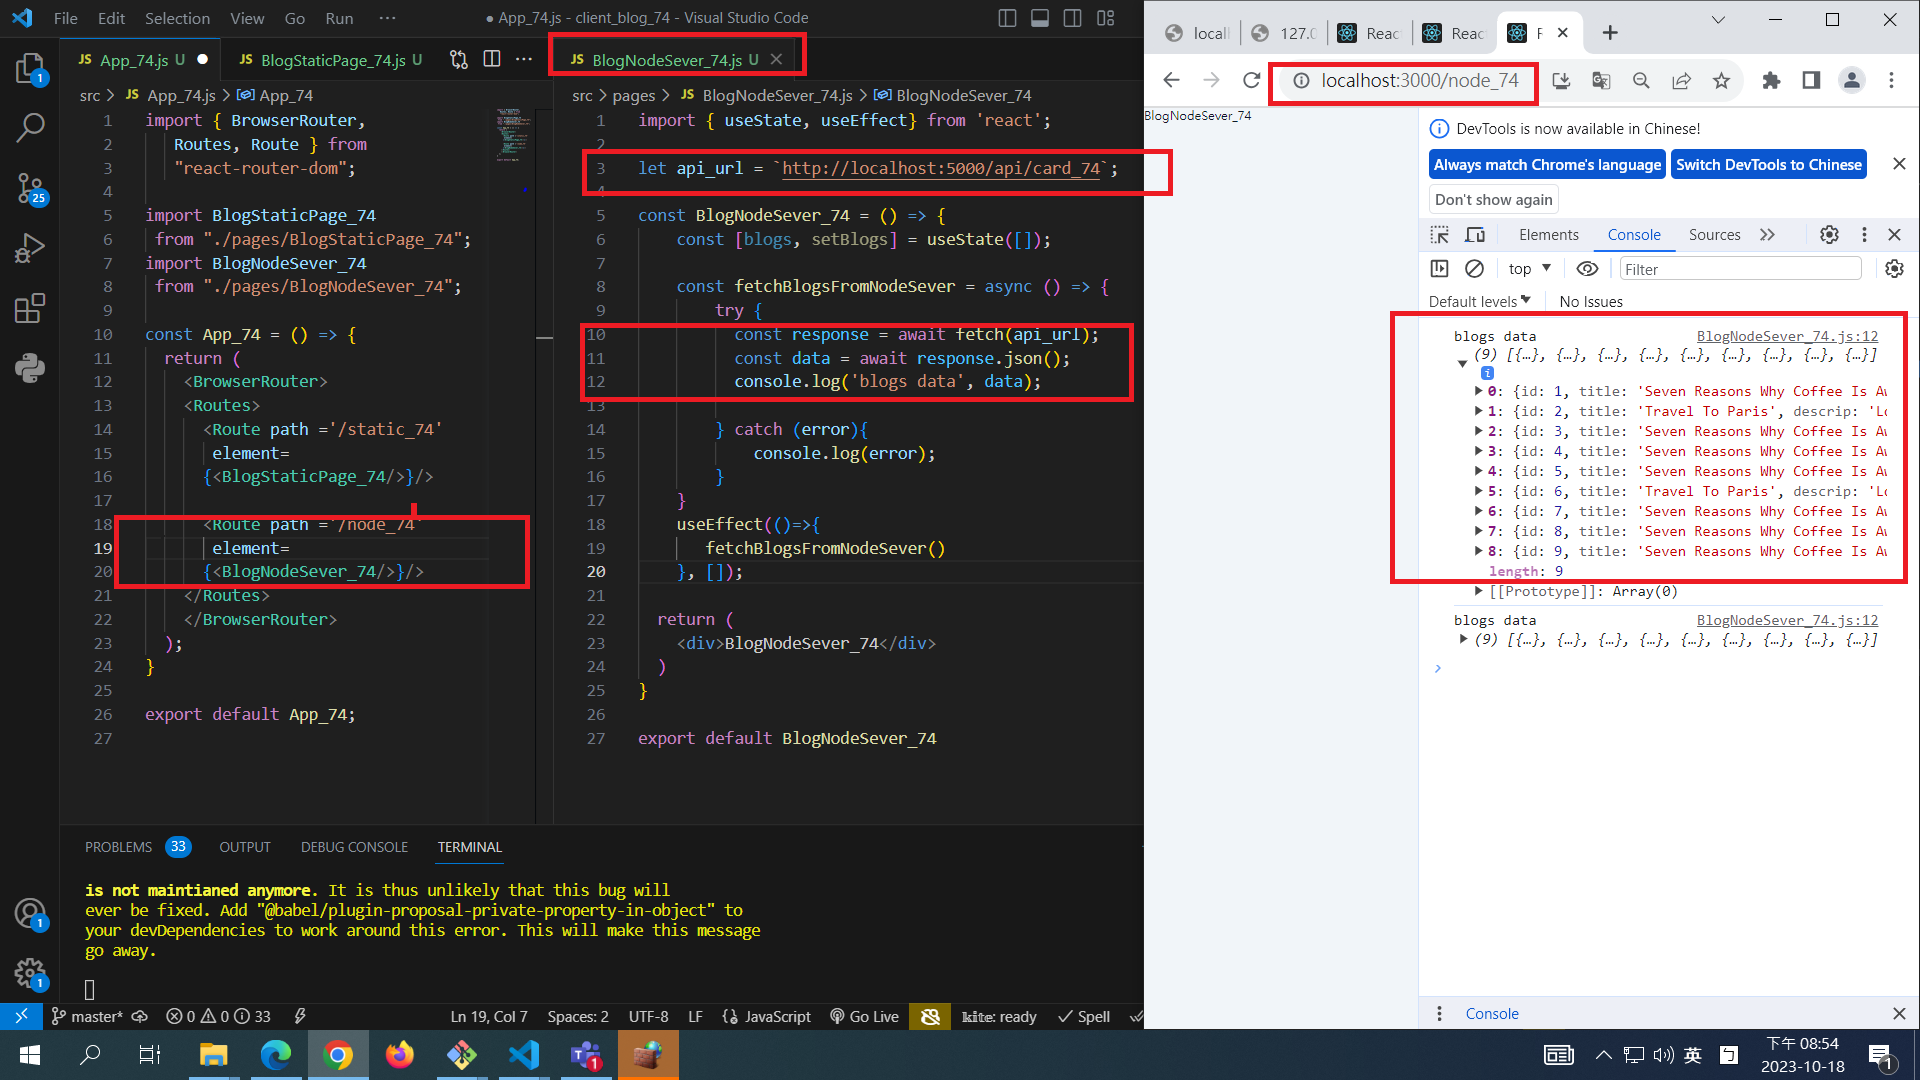 File Edit Selection View Go Run ··· ● App_74.js - client_blog_74 - Visual Studio Code
JS App_74.js U ● JS BlogStaticPage_74.js U ···
src > JS App_74.js > App_74
1 import { BrowserRouter,
2 Routes, Route } from
3 "react-router-dom";
4
5 import BlogStaticPage_74
6 from "./pages/BlogStaticPage_74";
7 import BlogNodeSever_74
8 from "./pages/BlogNodeSever_74";
9
10 const App_74 = () => {
11 return (
12 <BrowserRouter>
13 <Routes>
14 <Route path ='/static_74'
15 element=
16 {<BlogStaticPage_74/>}/>
17
18 <Route path ='/node_74'
19 element=
20 {<BlogNodeSever_74/>}/>
21 </Routes>
22 </BrowserRouter>
23 );
24 }
25
26 export default App_74;
27
JS BlogNodeSever_74.js U ×
src > pages > JS BlogNodeSever_74.js > BlogNodeSever_74
1 import { useState, useEffect} from 'react';
2
3 let api_url = `http://localhost:5000/api/card_74`;
4
5 const BlogNodeSever_74 = () => {
6 const [blogs, setBlogs] = useState([]);
7
8 const fetchBlogsFromNodeSever = async () => {
9 try {
10 const response = await fetch(api_url);
11 const data = await response.json();
12 console.log('blogs data', data);
13
14 } catch (error){
15 console.log(error);
16 }
17 }
18 useEffect(()=>{
19 fetchBlogsFromNodeSever()
20 }, []);
21
22 return (
23 <div>BlogNodeSever_74</div>
24 )
25 }
26
27 export default BlogNodeSever_74
1
25
1
1
PROBLEMS 33 OUTPUT DEBUG CONSOLE TERMINAL
is not maintianed anymore. It is thus unlikely that this bug will
ever be fixed. Add "@babel/plugin-proposal-private-property-in-object" to
your devDependencies to work around this error. This will make this message
go away.
master* 0 0 33 Ln 19, Col 7 Spaces: 2 UTF-8 LF JavaScript Go Live kite: ready Spell
locall 127.0 Reac Reac R
localhost:3000/node_74
BlogNodeSever_74
DevTools is now available in Chinese!
Always match Chrome's language Switch DevTools to Chinese
Don't show again
Elements Console Sources »
top ▼ Filter
Default levels ▼ No Issues
blogs data BlogNodeSever_74.js:12
(9) [{…}, {…}, {…}, {…}, {…}, {…}, {…}, {…}, {…}]
i
0: {id: 1, title: 'Seven Reasons Why Coffee Is Aw
1: {id: 2, title: 'Travel To Paris', descrip: 'Lo
2: {id: 3, title: 'Seven Reasons Why Coffee Is Aw
3: {id: 4, title: 'Seven Reasons Why Coffee Is Aw
4: {id: 5, title: 'Seven Reasons Why Coffee Is Aw
5: {id: 6, title: 'Travel To Paris', descrip: 'Lo
6: {id: 7, title: 'Seven Reasons Why Coffee Is Aw
7: {id: 8, title: 'Seven Reasons Why Coffee Is Aw
8: {id: 9, title: 'Seven Reasons Why Coffee Is Aw
length: 9
[[Prototype]]: Array(0)
blogs data BlogNodeSever_74.js:12
(9) [{…}, {…}, {…}, {…}, {…}, {…}, {…}, {…}, {…}]
Console
1
英 下午 08:54
2023-10-18
1